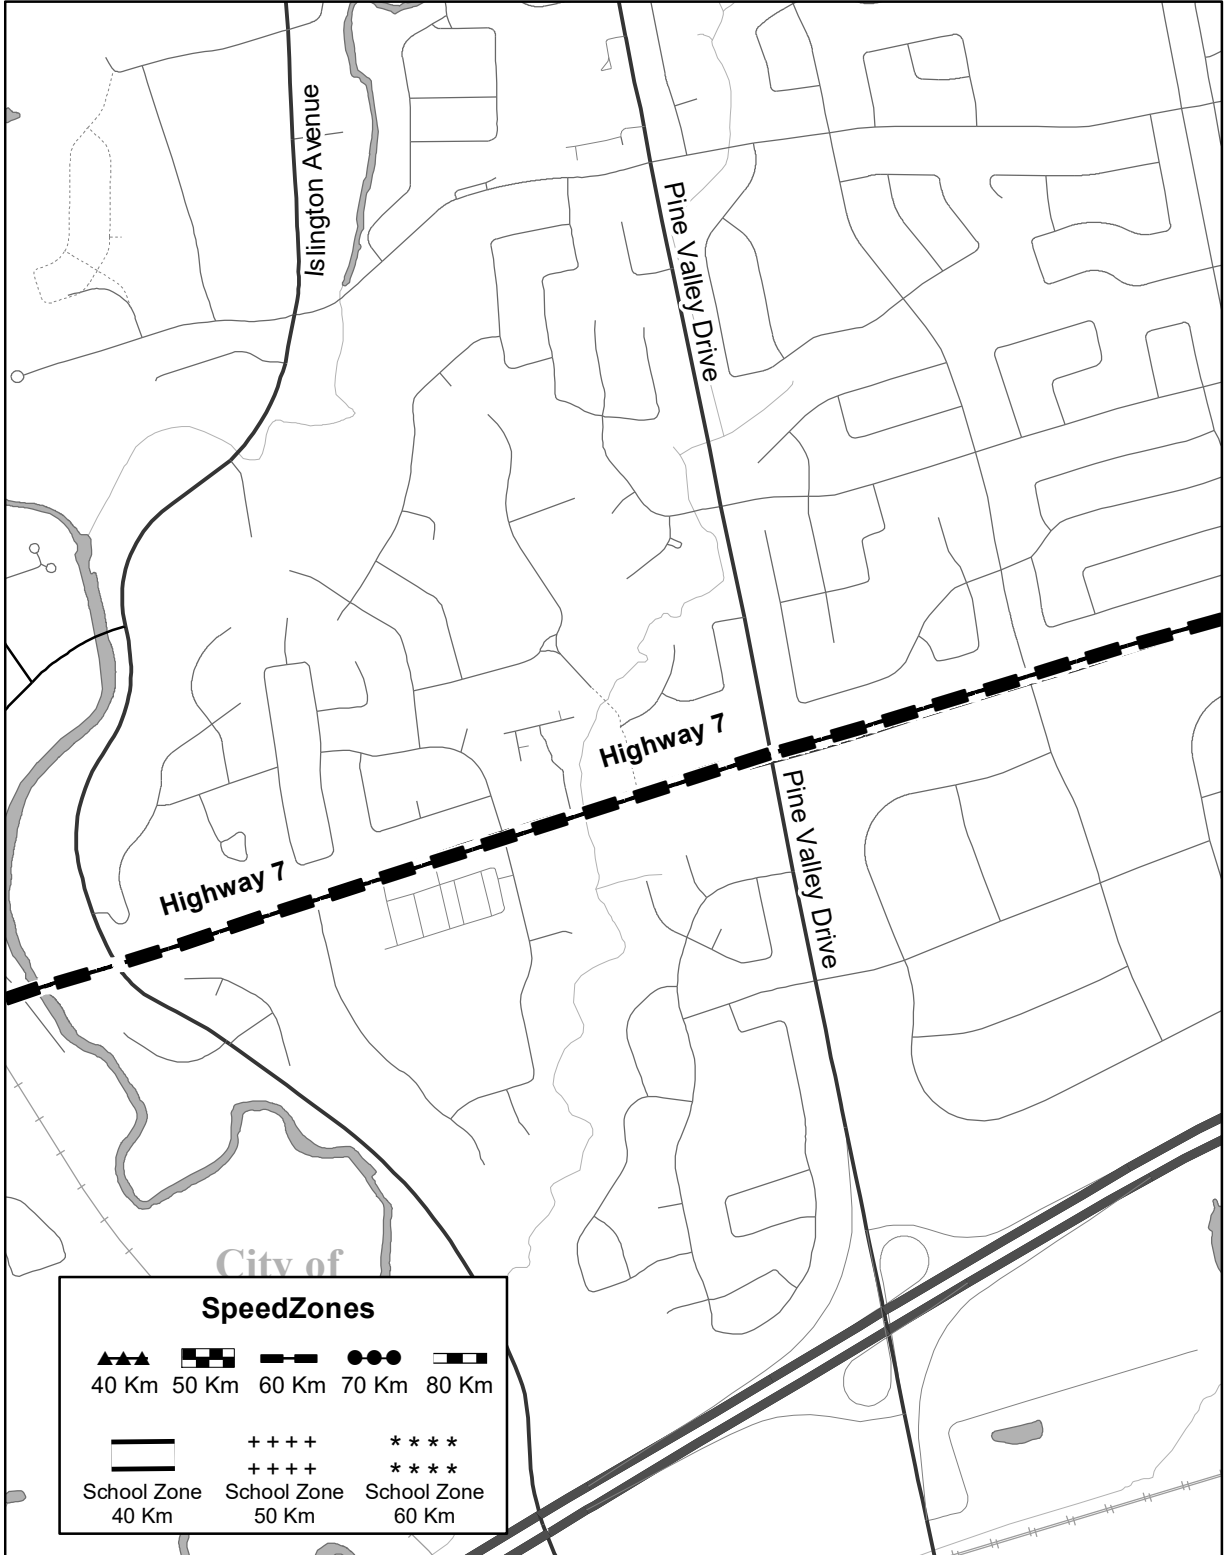 Islington Avenue
Pine Valley Drive
Highway 7
Highway 7
Pine Valley Drive
City of
SpeedZones
40 Km 50 Km 60 Km 70 Km 80 Km
++++ ****
++++ ****
School Zone School Zone School Zone
40 Km 50 Km 60 Km